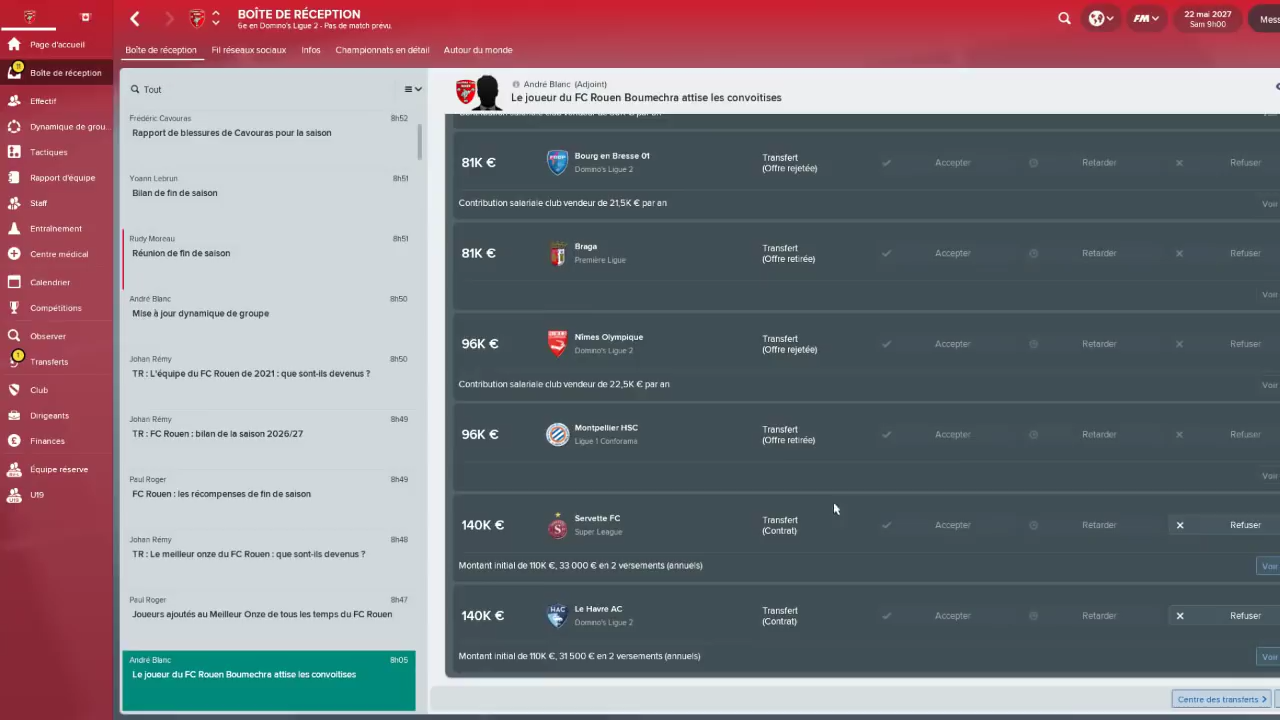 BOÎTE DE RÉCEPTION
6e en Domino's Ligue 2 - Pas de match prévu.
FM
22 mai 2027
Sam 9h00
Mess
Boîte de réception
Fil réseaux sociaux
Infos
Championnats en détail
Autour du monde
Page d'accueil
11
Boîte de réception
Effectif
Dynamique de grou...
Tactiques
Rapport d'équipe
Staff
Entraînement
Centre médical
Calendrier
Compétitions
Observer
1
Transferts
Club
Dirigeants
Finances
Équipe réserve
U19
Tout
Frédéric Cavouras 8h52
Rapport de blessures de Cavouras pour la saison
Yoann Lebrun 8h51
Bilan de fin de saison
Rudy Moreau 8h51
Réunion de fin de saison
André Blanc 8h50
Mise à jour dynamique de groupe
Johan Rémy 8h50
TR : L'équipe du FC Rouen de 2021 : que sont-ils devenus ?
Johan Rémy 8h49
TR : FC Rouen : bilan de la saison 2026/27
Paul Roger 8h49
FC Rouen : les récompenses de fin de saison
Johan Rémy 8h48
TR : Le meilleur onze du FC Rouen : que sont-ils devenus ?
Paul Roger 8h47
Joueurs ajoutés au Meilleur Onze de tous les temps du FC Rouen
André Blanc 8h05
Le joueur du FC Rouen Boumechra attise les convoitises
André Blanc (Adjoint)
Le joueur du FC Rouen Boumechra attise les convoitises
81K € Bourg en Bresse 01 Transfert Accepter Retarder Refuser
Domino's Ligue 2 (Offre rejetée)
Contribution salariale club vendeur de 21,5K € par an Voir
81K € Braga Transfert Accepter Retarder Refuser
Première Ligue (Offre retirée)
Voir
96K € Nîmes Olympique Transfert Accepter Retarder Refuser
Domino's Ligue 2 (Offre rejetée)
Contribution salariale club vendeur de 22,5K € par an Voir
96K € Montpellier HSC Transfert Accepter Retarder Refuser
Ligue 1 Conforama (Offre retirée)
Voir
140K € Servette FC Transfert Accepter Retarder Refuser
Super League (Contrat)
Montant initial de 110K €, 33 000 € en 2 versements (annuels) Voir
140K € Le Havre AC Transfert Accepter Retarder Refuser
Domino's Ligue 2 (Contrat)
Montant initial de 110K €, 31 500 € en 2 versements (annuels) Voir
Centre des transferts